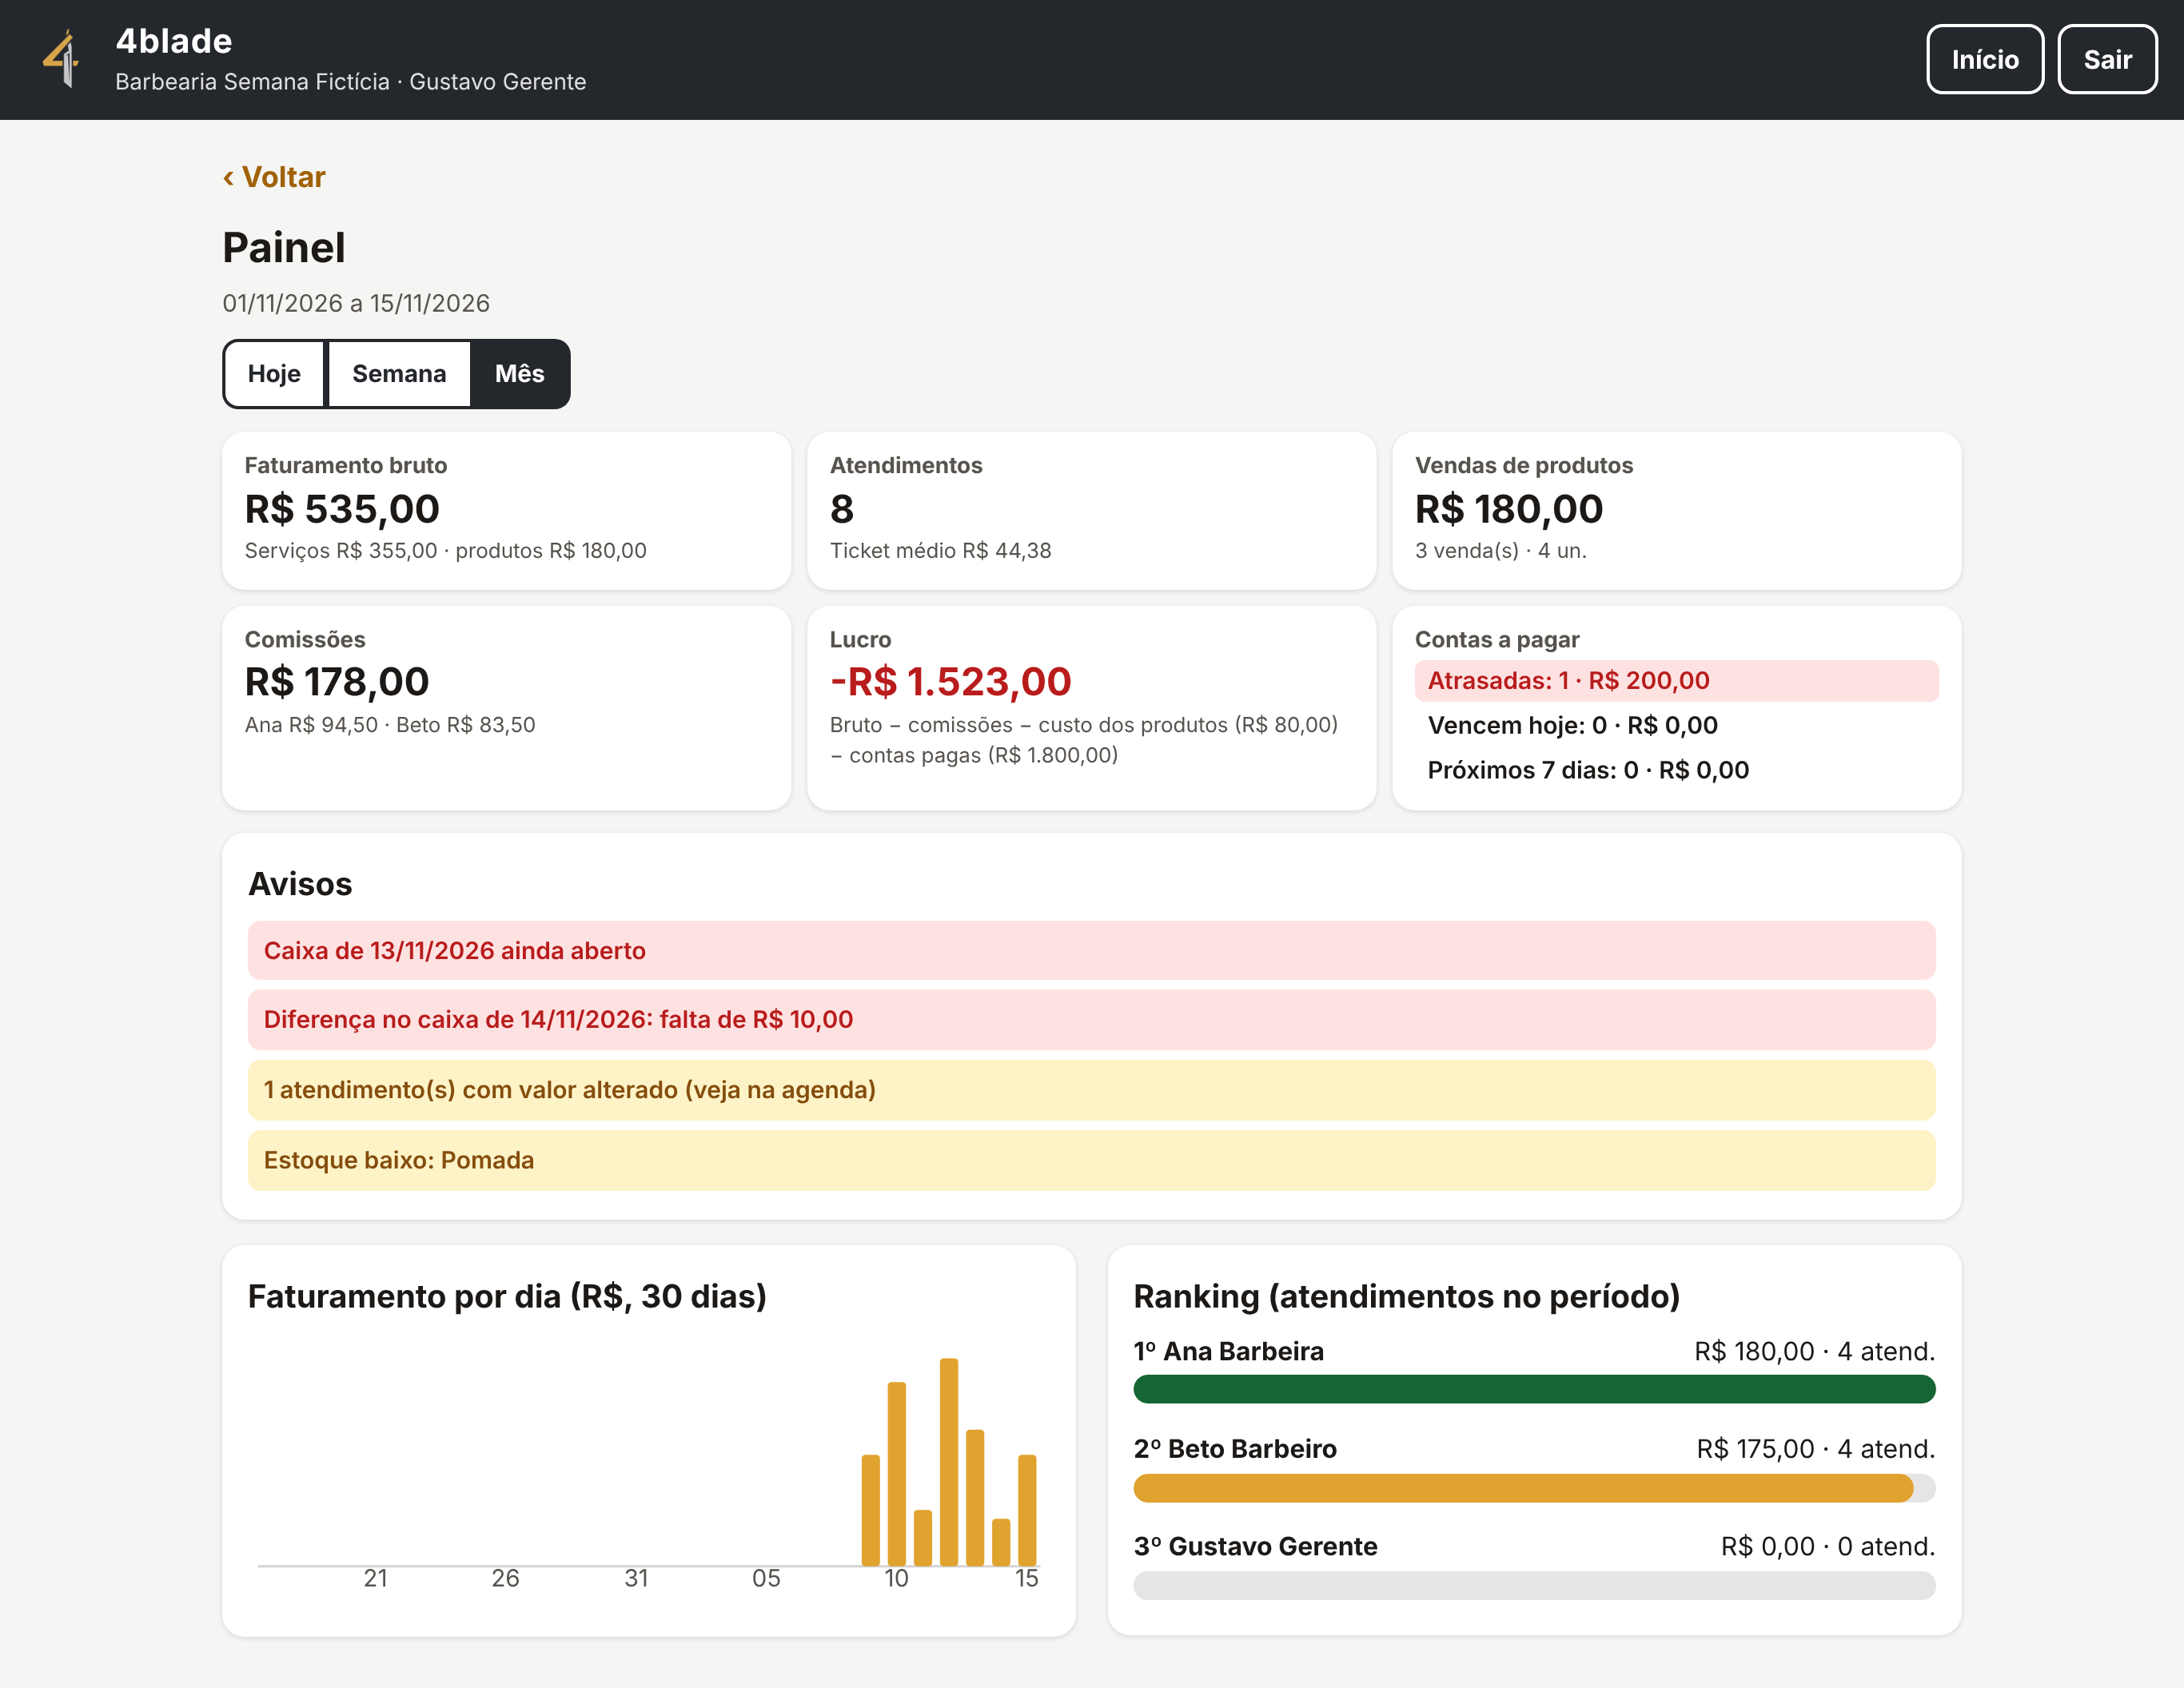 4blade
Barbearia Semana Fictícia · Gustavo Gerente
Início
Sair
‹ Voltar
Painel
01/11/2026 a 15/11/2026
Hoje
Semana
Mês
Faturamento bruto
R$ 535,00
Serviços R$ 355,00 · produtos R$ 180,00
Atendimentos
8
Ticket médio R$ 44,38
Vendas de produtos
R$ 180,00
3 venda(s) · 4 un.
Comissões
R$ 178,00
Ana R$ 94,50 · Beto R$ 83,50
Lucro
-R$ 1.523,00
Bruto − comissões − custo dos produtos (R$ 80,00)
− contas pagas (R$ 1.800,00)
Contas a pagar
Atrasadas: 1 · R$ 200,00
Vencem hoje: 0 · R$ 0,00
Próximos 7 dias: 0 · R$ 0,00
Avisos
Caixa de 13/11/2026 ainda aberto
Diferença no caixa de 14/11/2026: falta de R$ 10,00
1 atendimento(s) com valor alterado (veja na agenda)
Estoque baixo: Pomada
Faturamento por dia (R$, 30 dias)
21 26 31 05 10 15
Ranking (atendimentos no período)
1º Ana Barbeira R$ 180,00 · 4 atend.
2º Beto Barbeiro R$ 175,00 · 4 atend.
3º Gustavo Gerente R$ 0,00 · 0 atend.